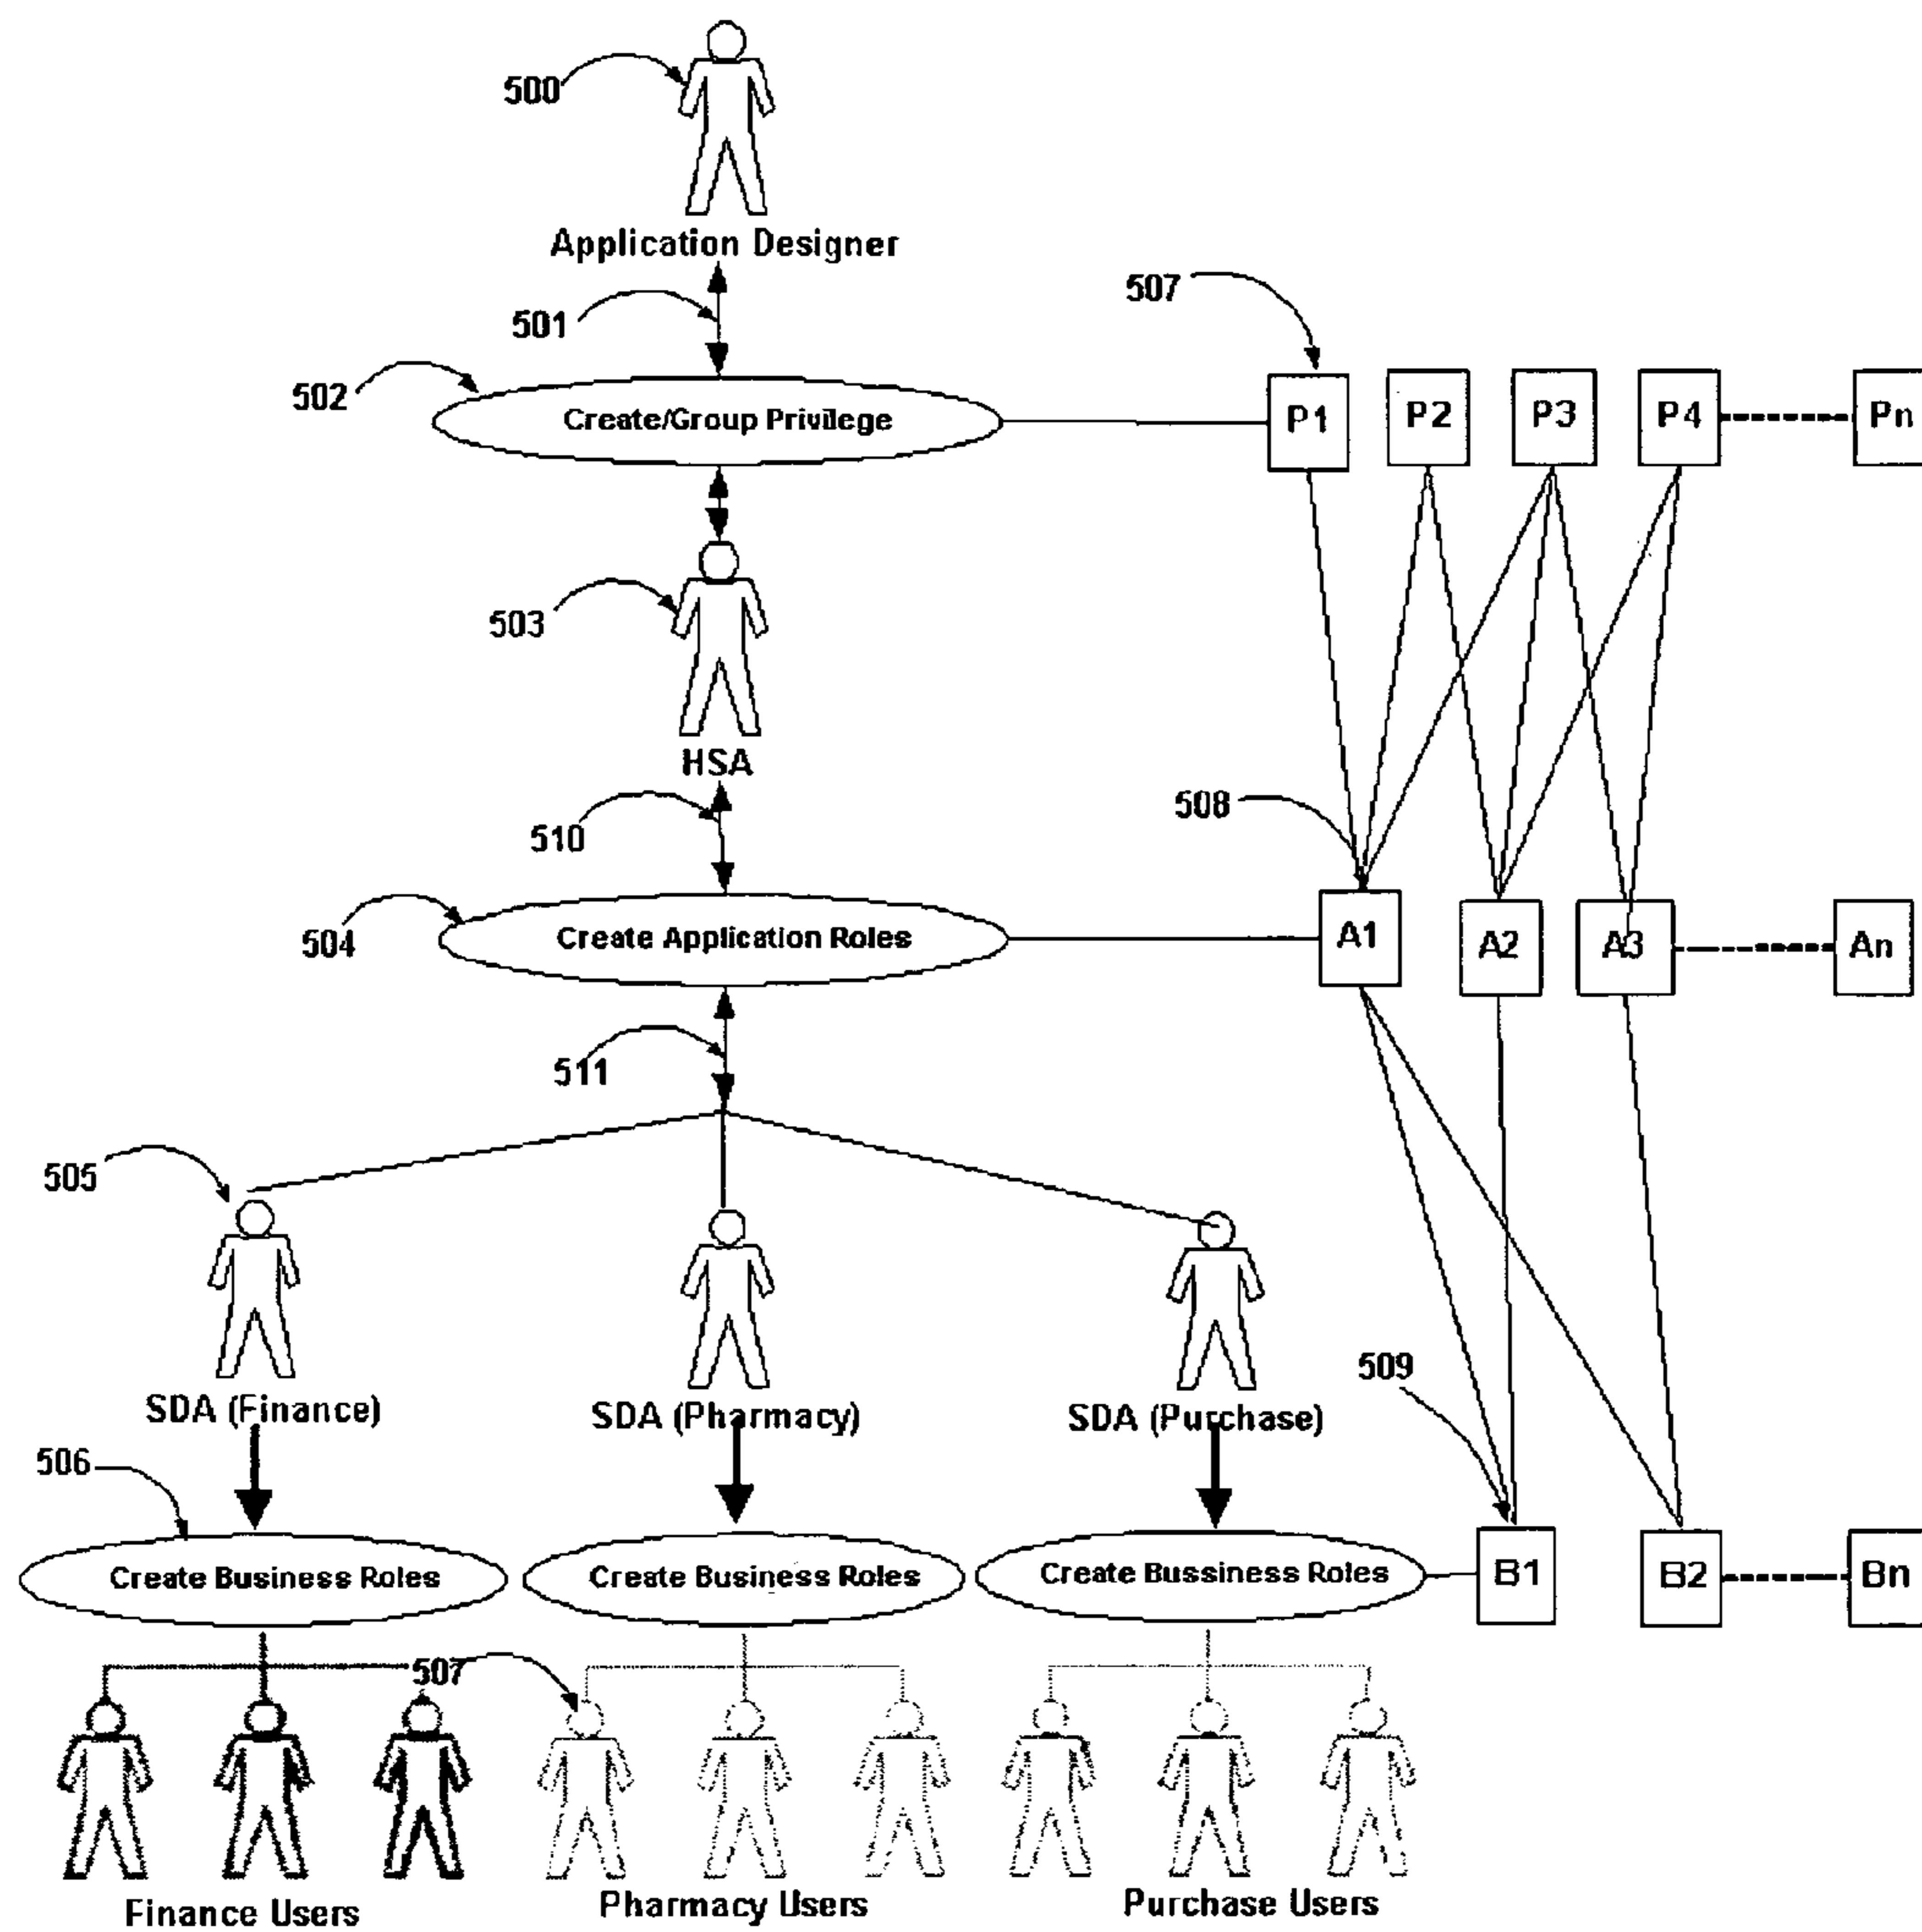 500
Application Designer
501
507
502
Create/Group Privilege
P1
P2
P3
P4
Pn
503
HSA
510
508
504
Create Application Roles
A1
A2
A3
An
511
505
SDA (Finance)
SDA (Pharmacy)
SDA (Purchase)
509
506
Create Business Roles
Create Business Roles
Create Bussiness Roles
B1
B2
Bn
507
Finance Users
Pharmacy Users
Purchase Users